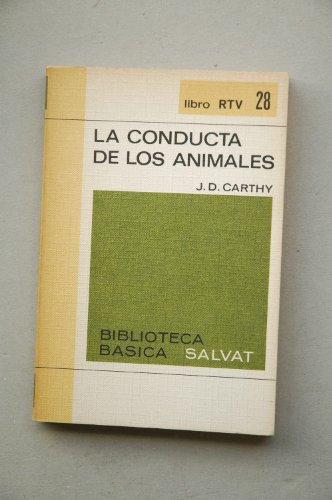 libro RTV 28
LA CONDUCTA
DE LOS ANIMALES
J. D. CARTHY
BIBLIOTECA
BASICA SALVAT